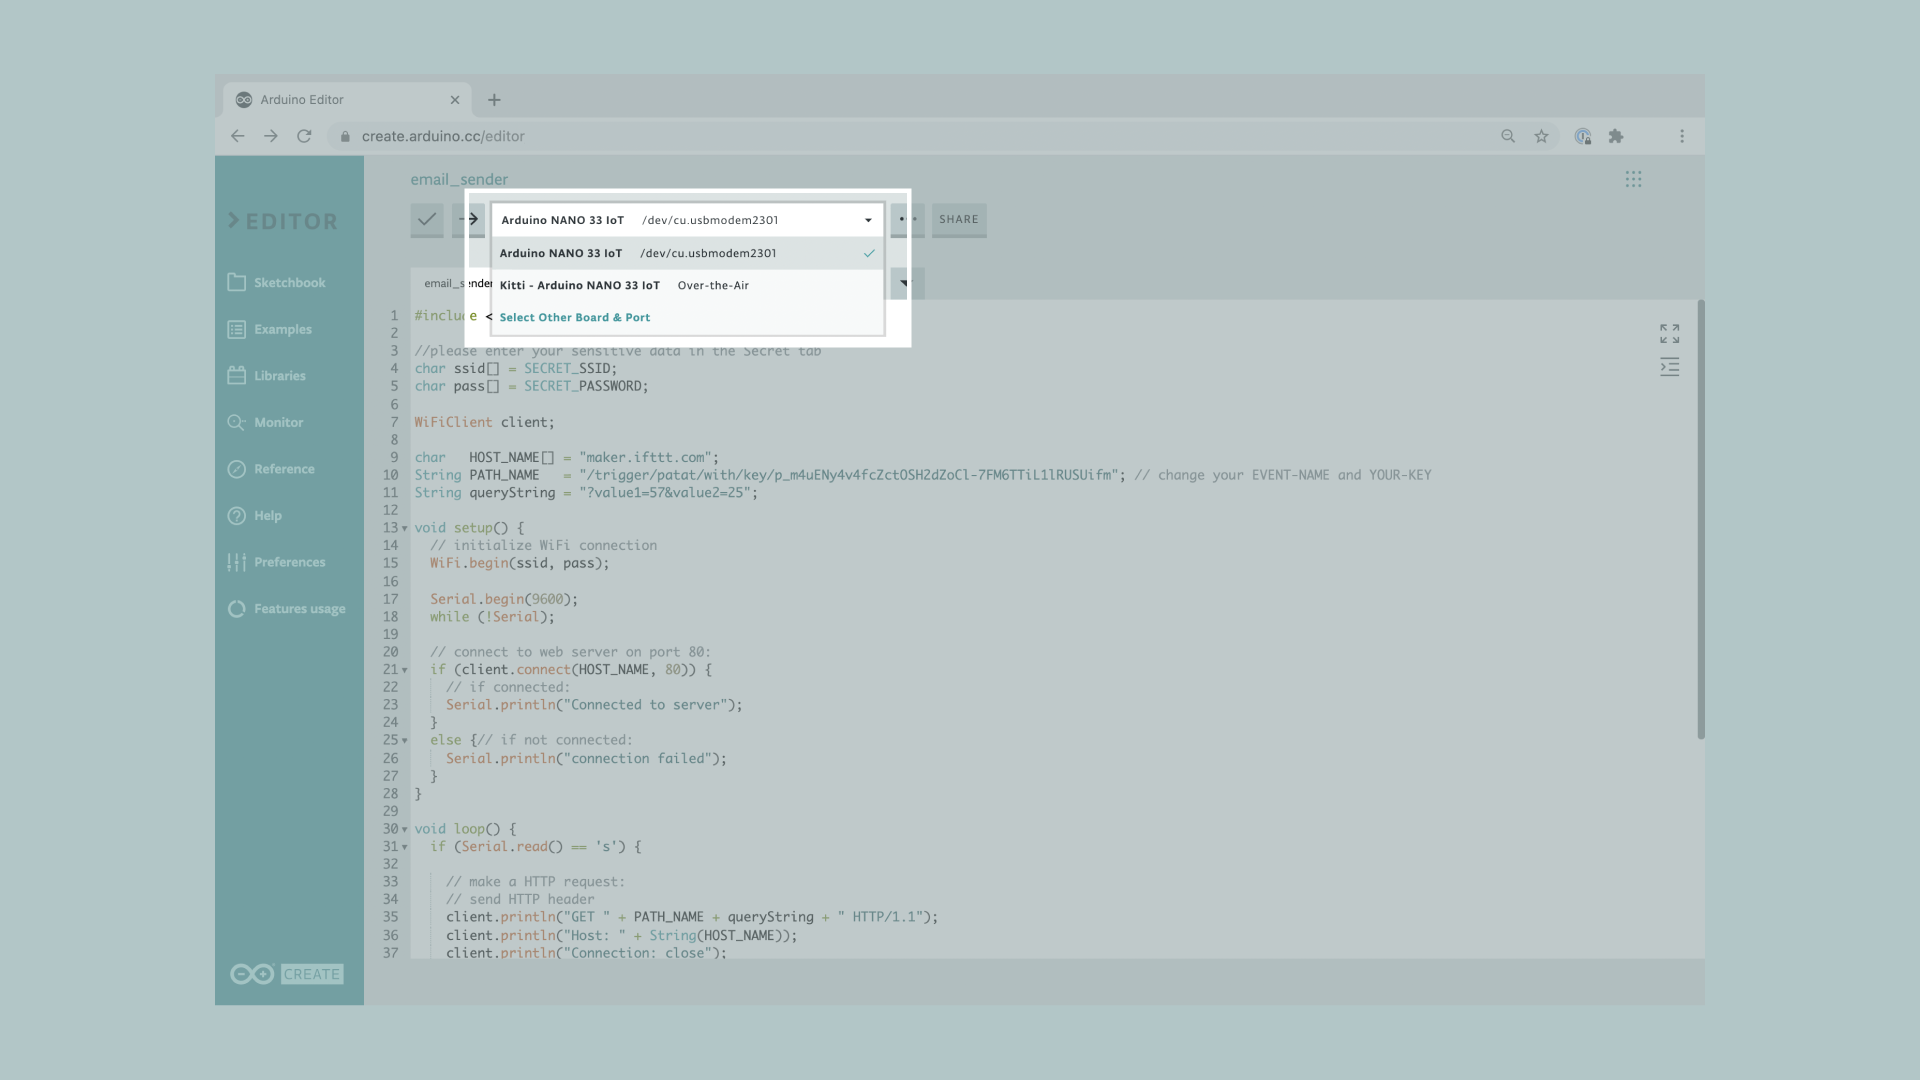 Arduino Editor
create.arduino.cc/editor
EDITOR
Sketchbook
Examples
Libraries
Monitor
Reference
Help
Preferences
Features usage
CREATE
email_sender
Arduino NANO 33 IoT /dev/cu.usbmodem2301
SHARE
Arduino NANO 33 IoT /dev/cu.usbmodem2301
Kitti - Arduino NANO 33 IoT Over-the-Air
Select Other Board & Port
email_sender
1 #include <
2
3 //please enter your sensitive data in the Secret tab
4 char ssid[] = SECRET_SSID;
5 char pass[] = SECRET_PASSWORD;
6
7 WiFiClient client;
8
9 char   HOST_NAME[] = "maker.ifttt.com";
10 String PATH_NAME   = "/trigger/patat/with/key/p_m4uENy4v4fcZctOSH2dZoCl-7FM6TTiL1lRUSUifm"; // change your EVENT-NAME and YOUR-KEY
11 String queryString = "?value1=57&value2=25";
12
13 void setup() {
14   // initialize WiFi connection
15   WiFi.begin(ssid, pass);
16
17   Serial.begin(9600);
18   while (!Serial);
19
20   // connect to web server on port 80:
21   if (client.connect(HOST_NAME, 80)) {
22     // if connected:
23     Serial.println("Connected to server");
24   }
25   else {// if not connected:
26     Serial.println("connection failed");
27   }
28 }
29
30 void loop() {
31   if (Serial.read() == 's') {
32
33     // make a HTTP request:
34     // send HTTP header
35     client.println("GET " + PATH_NAME + queryString + " HTTP/1.1");
36     client.println("Host: " + String(HOST_NAME));
37     client.println("Connection: close");